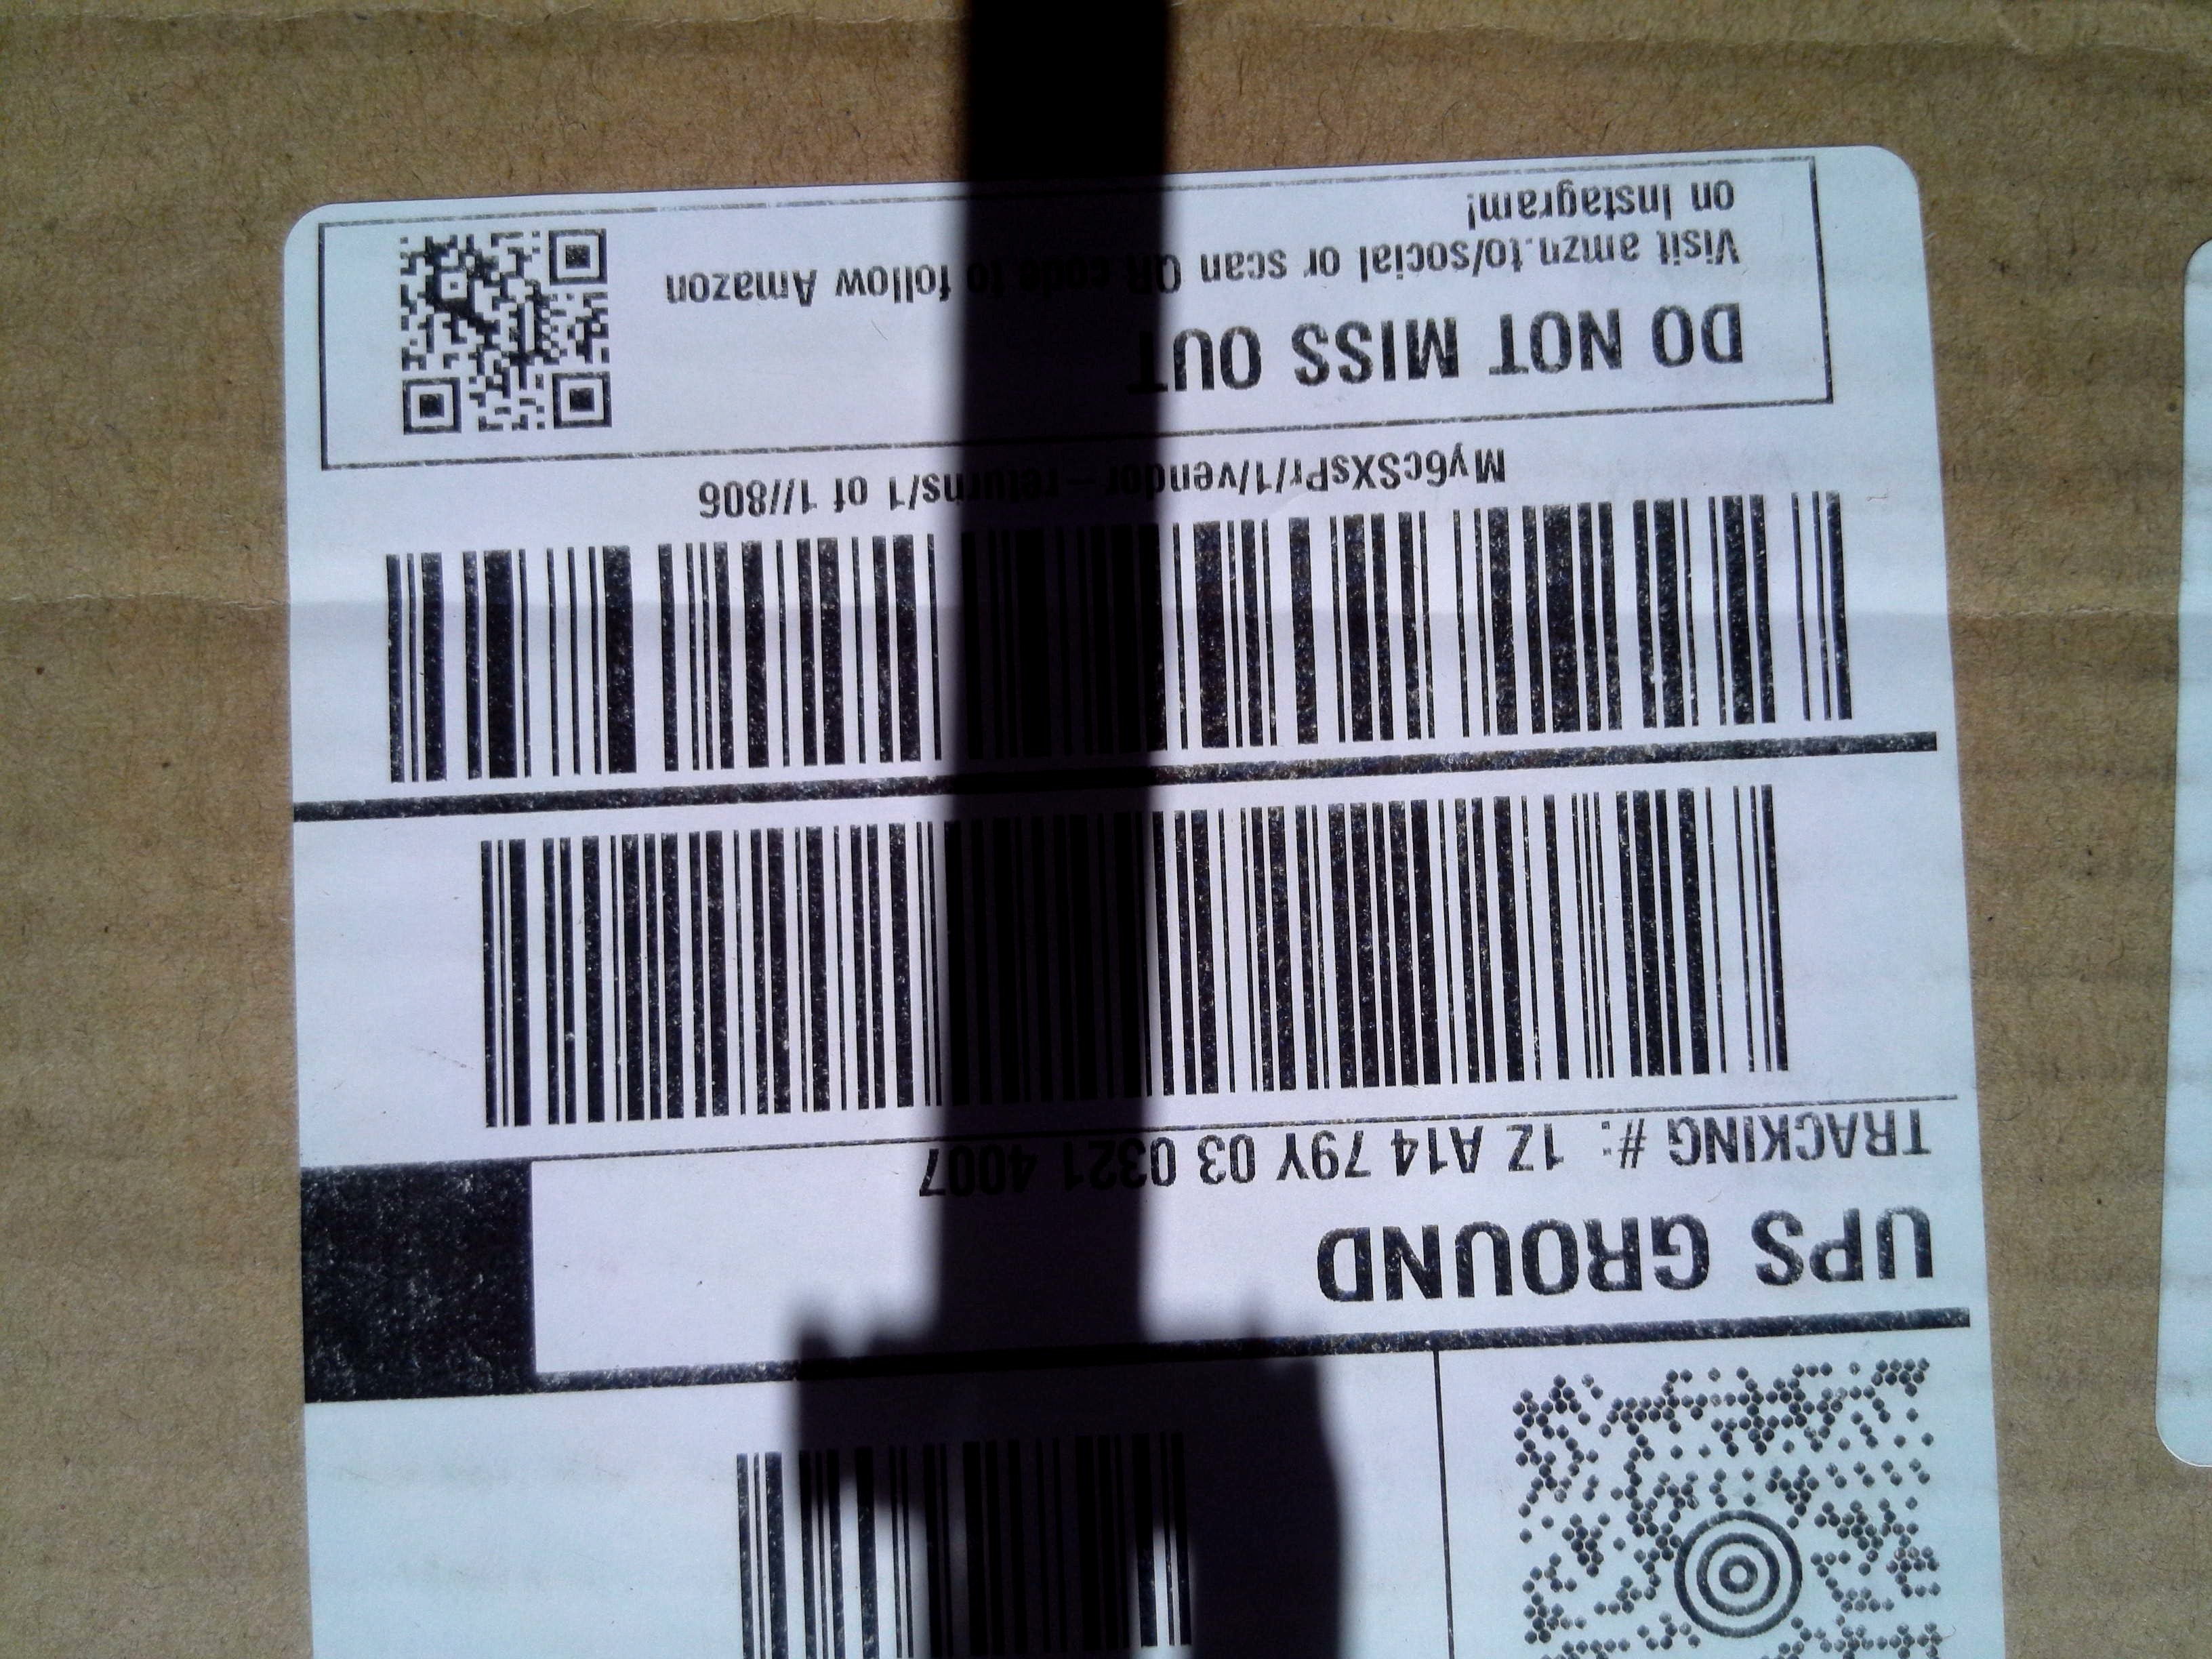 UPS GROUND
TRACKING #: 1Z A14 79Y 03 0321 4007
My6cSXsPr/1/vendor-returns/1 of 1//806
DO NOT MISS OUT
Visit amzn.to/social or scan QR code to follow Amazon
on Instagram!